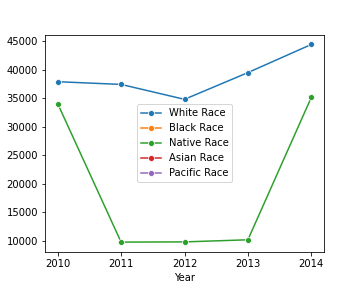 45000
40000
35000
30000
25000
20000
15000
10000
White Race
Black Race
Native Race
Asian Race
Pacific Race
2010 2011 2012 2013 2014
Year